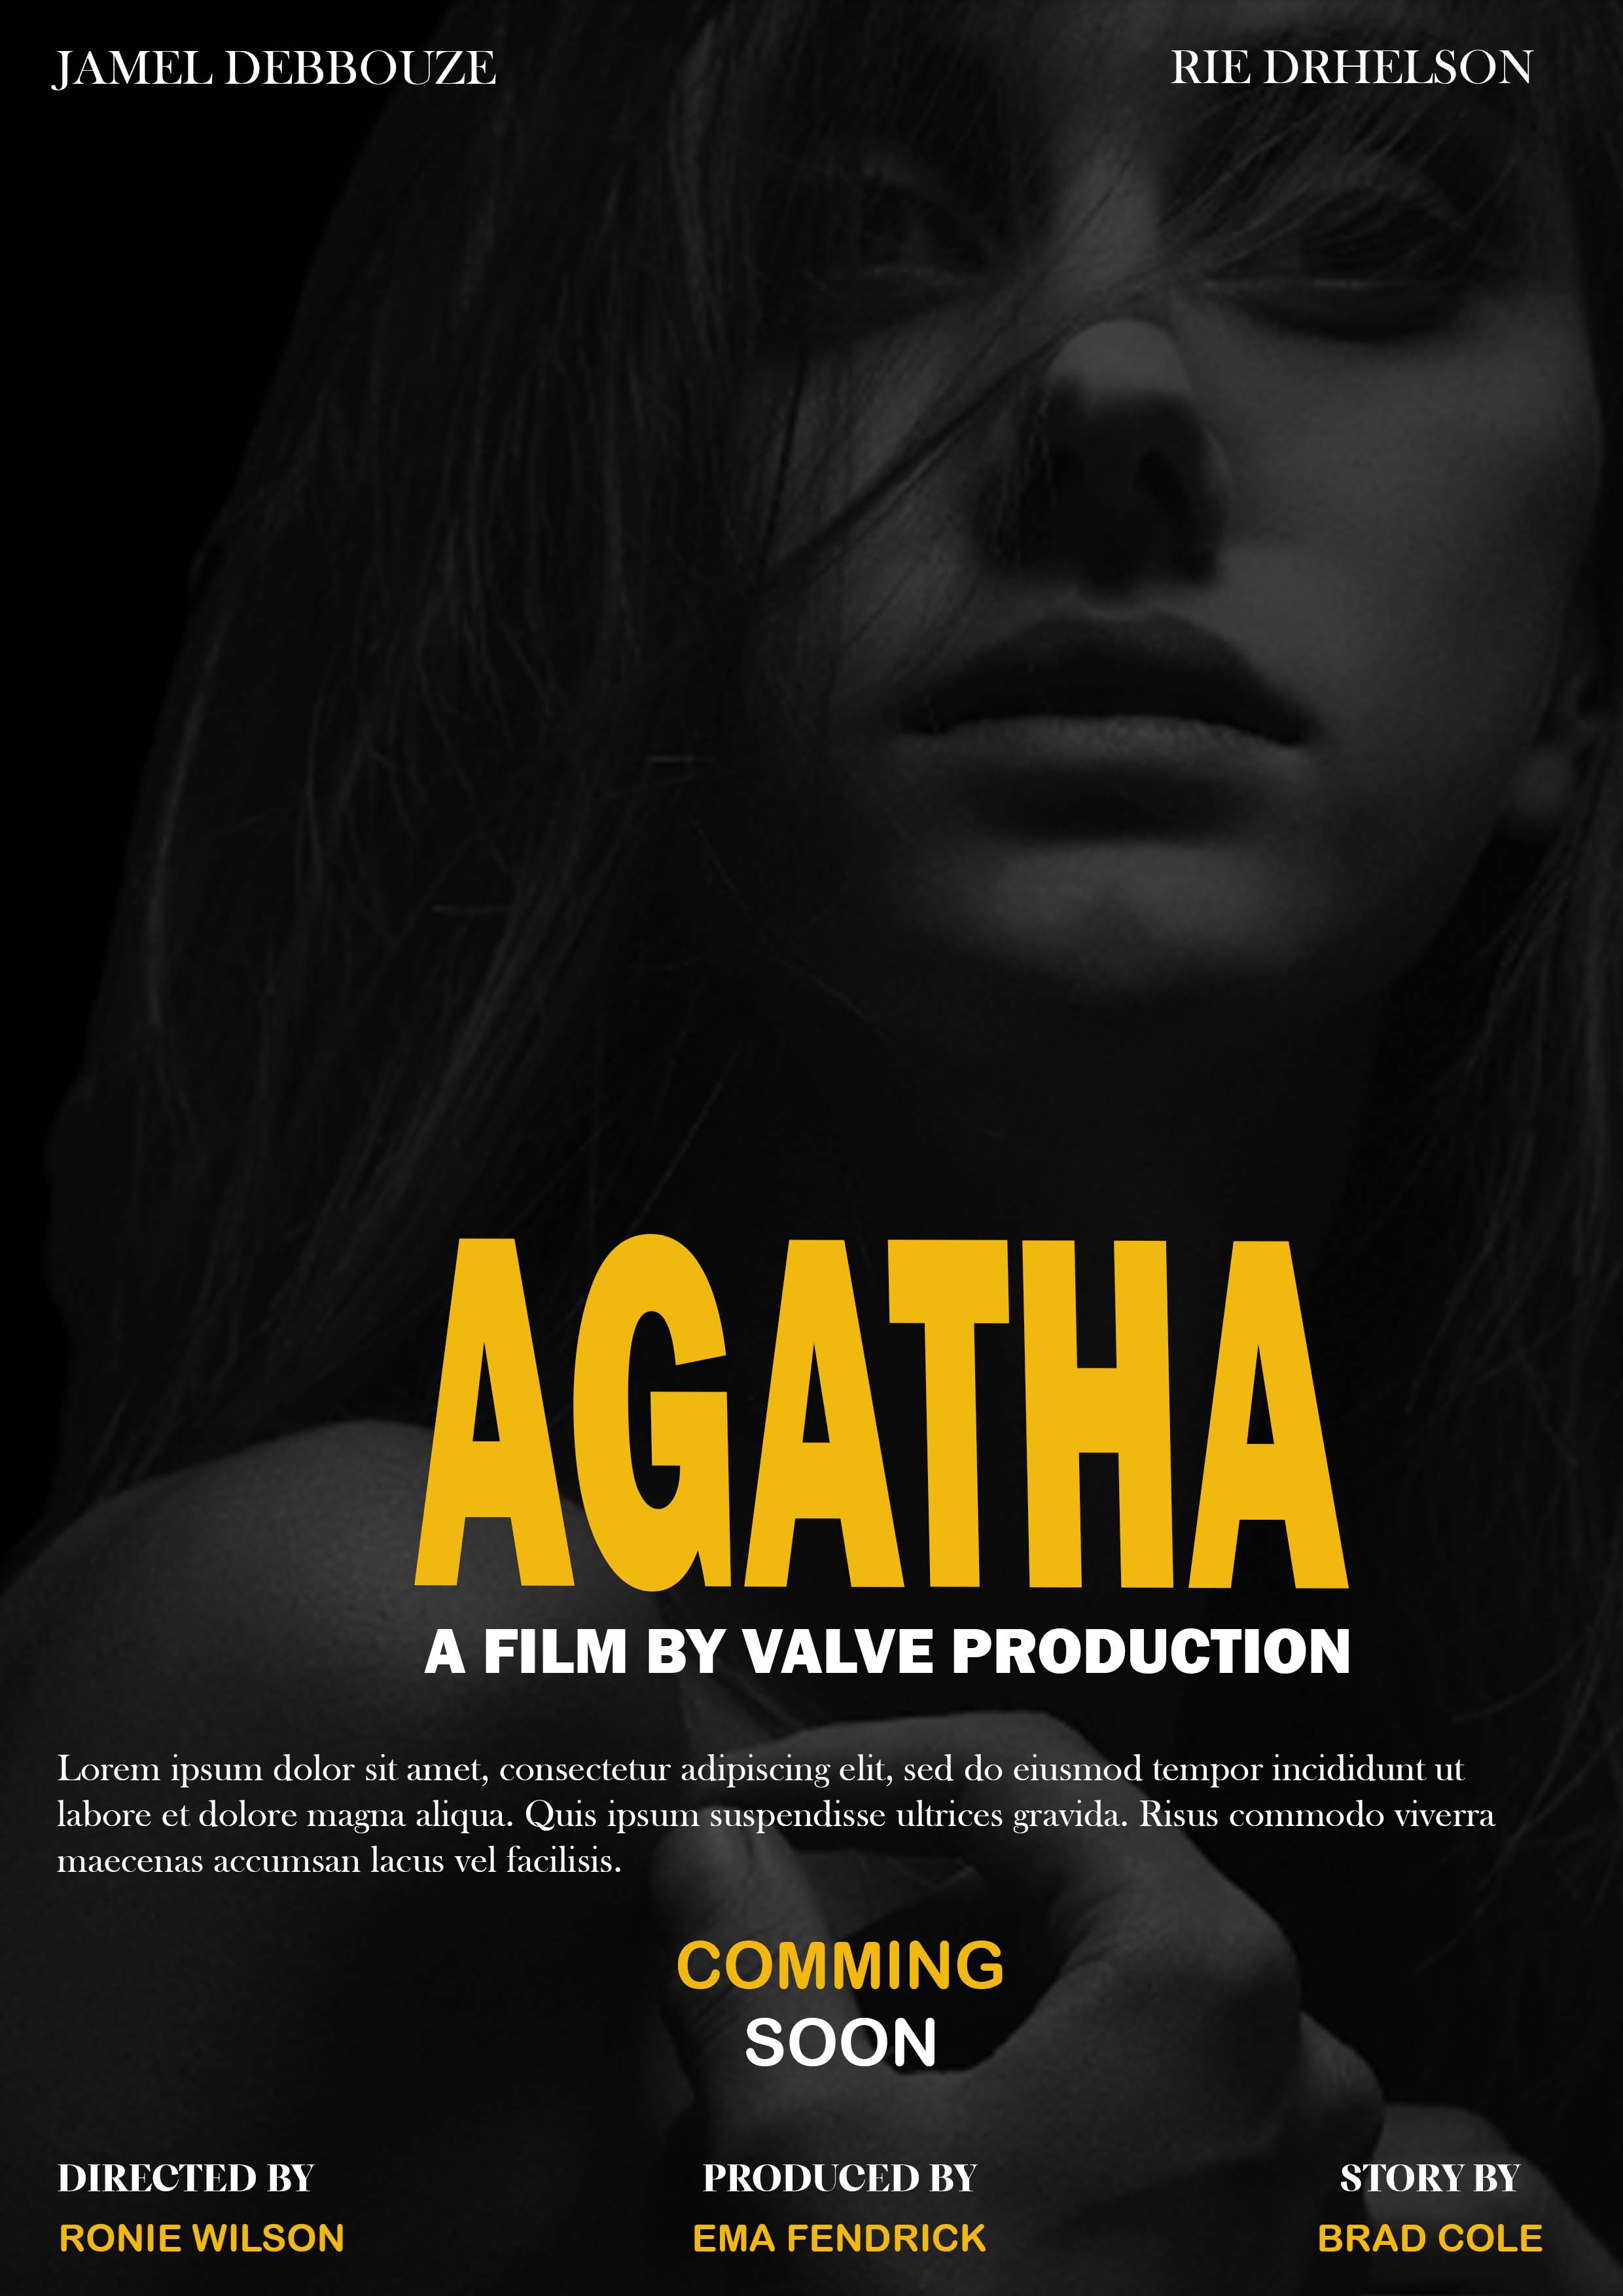 JAMEL DEBBOUZE
RIE DRHELSON
AGATHA
A FILM BY VALVE PRODUCTION
Lorem ipsum dolor sit amet, consectetur adipiscing elit, sed do eiusmod tempor incididunt ut
labore et dolore magna aliqua. Quis ipsum suspendisse ultrices gravida. Risus commodo viverra
maecenas accumsan lacus vel facilisis.
COMMING
SOON
DIRECTED BY
RONIE WILSON
PRODUCED BY
EMA FENDRICK
STORY BY
BRAD COLE